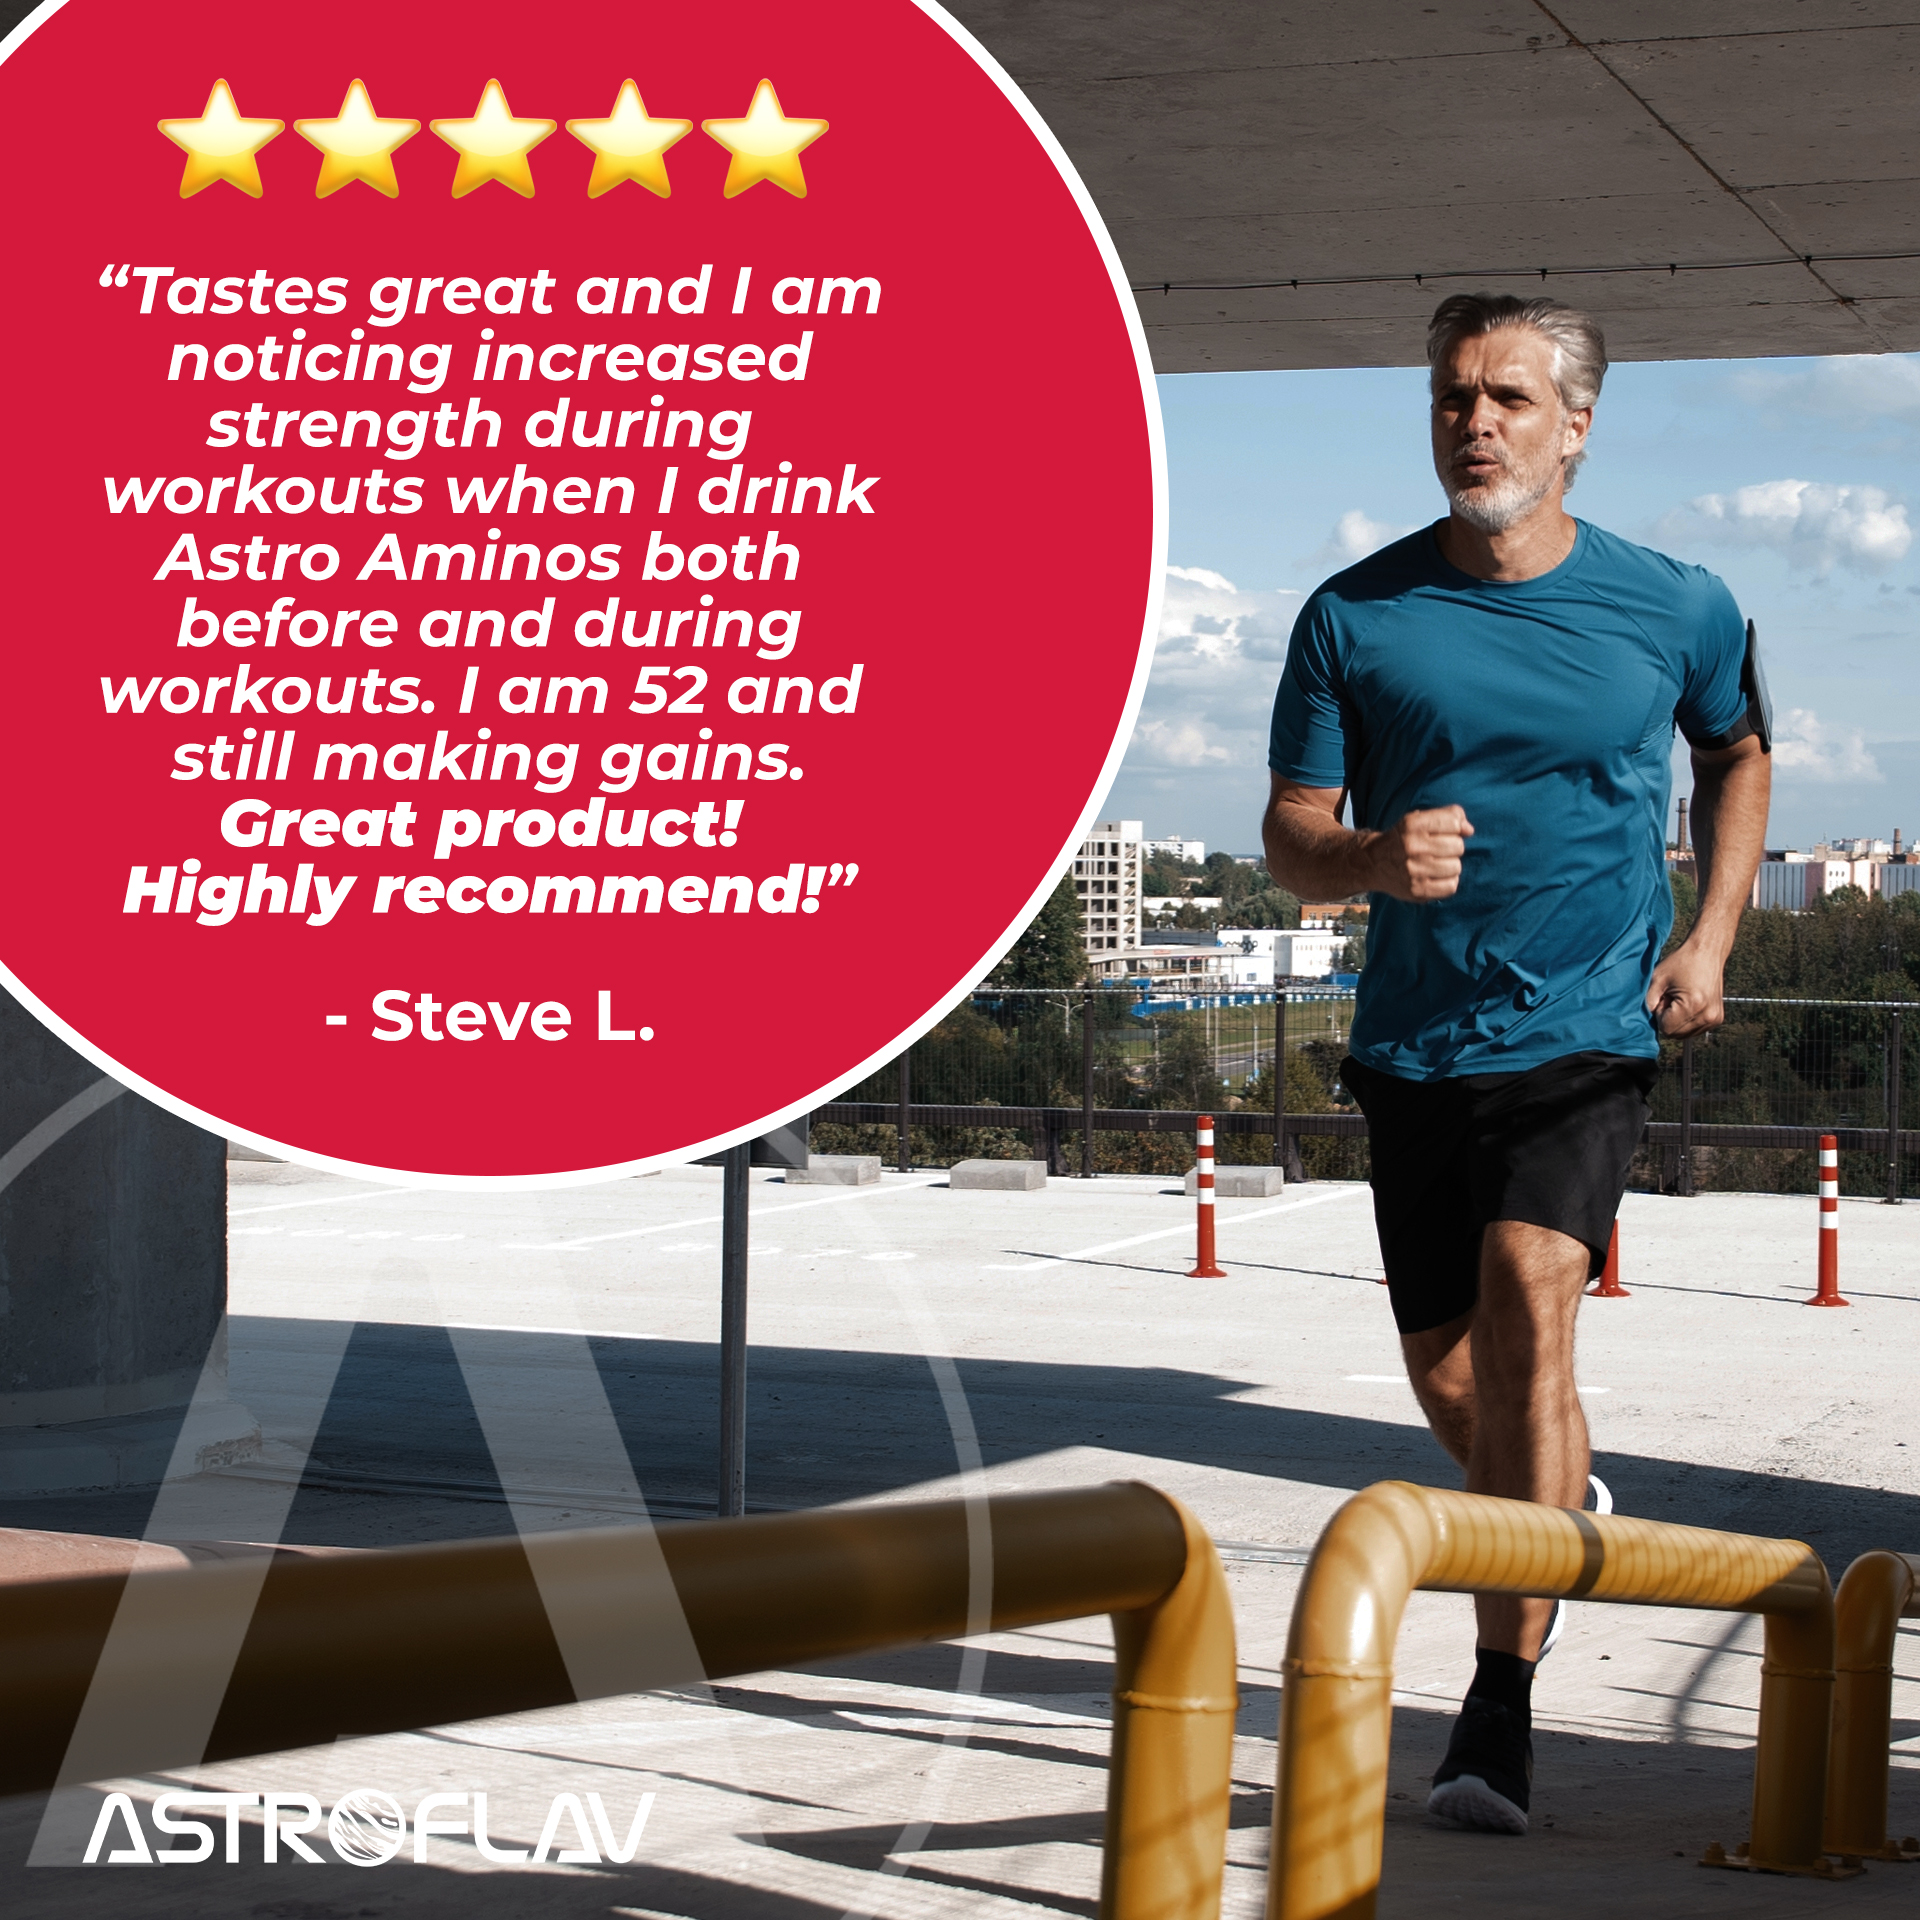 “Tastes great and I am
noticing increased
strength during
workouts when I drink
Astro Aminos both
before and during
workouts. I am 52 and
still making gains.
Great product!
Highly recommend!”
- Steve L.
ASTROFLAV